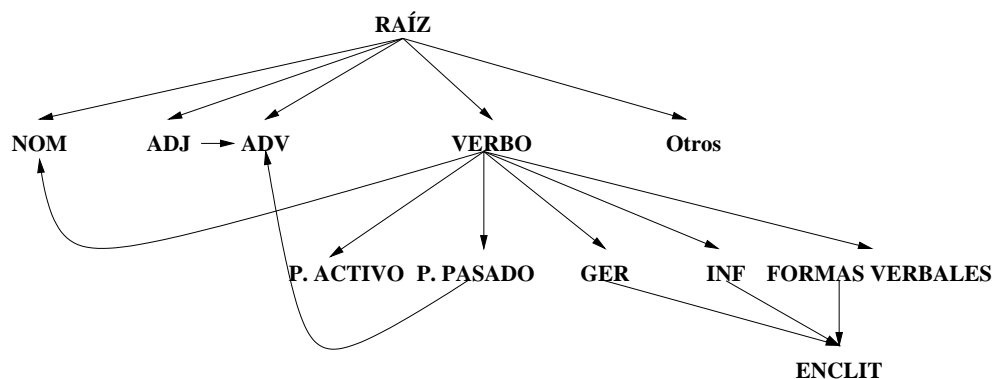 RAÍZ
NOM ADJ ADV VERBO Otros
P. ACTIVO P. PASADO GER INF FORMAS VERBALES
ENCLIT